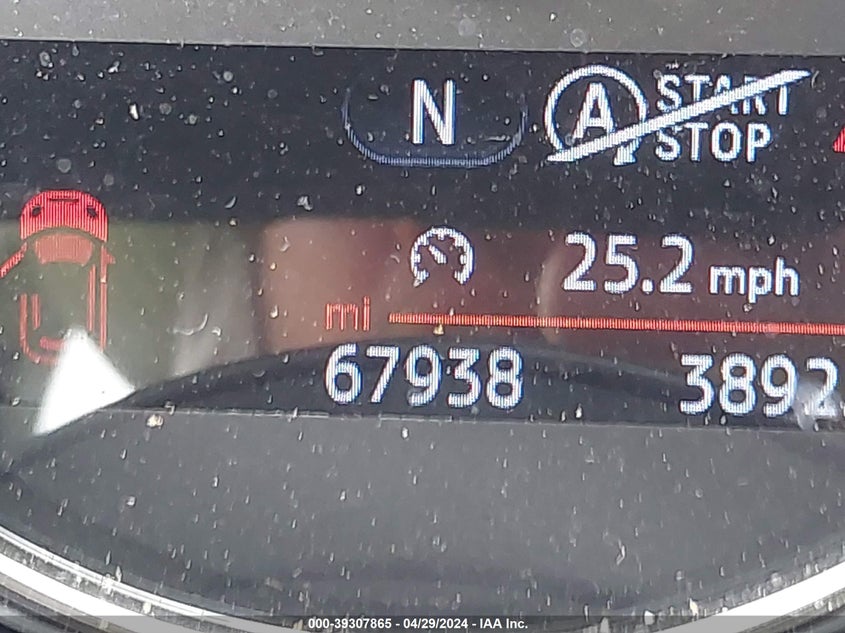 N
A START
STOP
25.2 mph
mi
67938 3892
000-39307865 - 04/29/2024 - IAA Inc.